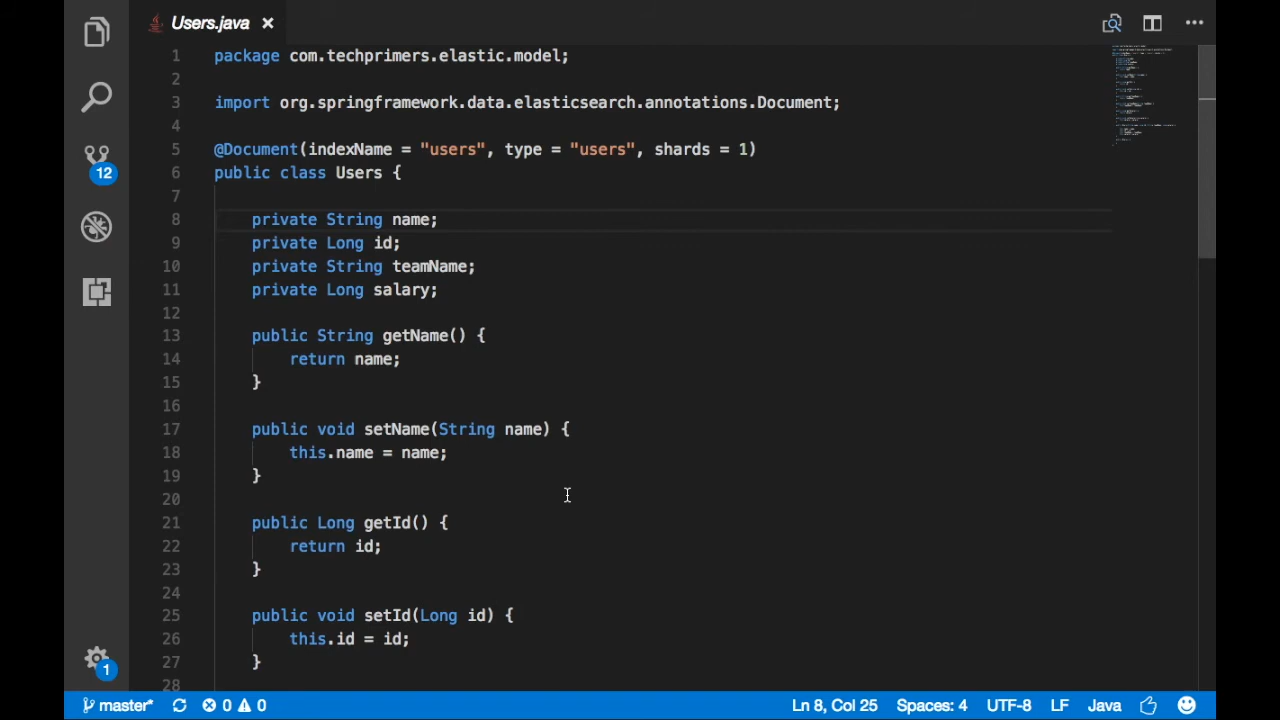 Users.java
1 package com.techprimers.elastic.model;
2
3 import org.springframework.data.elasticsearch.annotations.Document;
4
5 @Document(indexName = "users", type = "users", shards = 1)
6 public class Users {
7
8     private String name;
9     private Long id;
10     private String teamName;
11     private Long salary;
12
13     public String getName() {
14         return name;
15     }
16
17     public void setName(String name) {
18         this.name = name;
19     }
20
21     public Long getId() {
22         return id;
23     }
24
25     public void setId(Long id) {
26         this.id = id;
27     }
28
12
1
master* 0 0 Ln 8, Col 25 Spaces: 4 UTF-8 LF Java